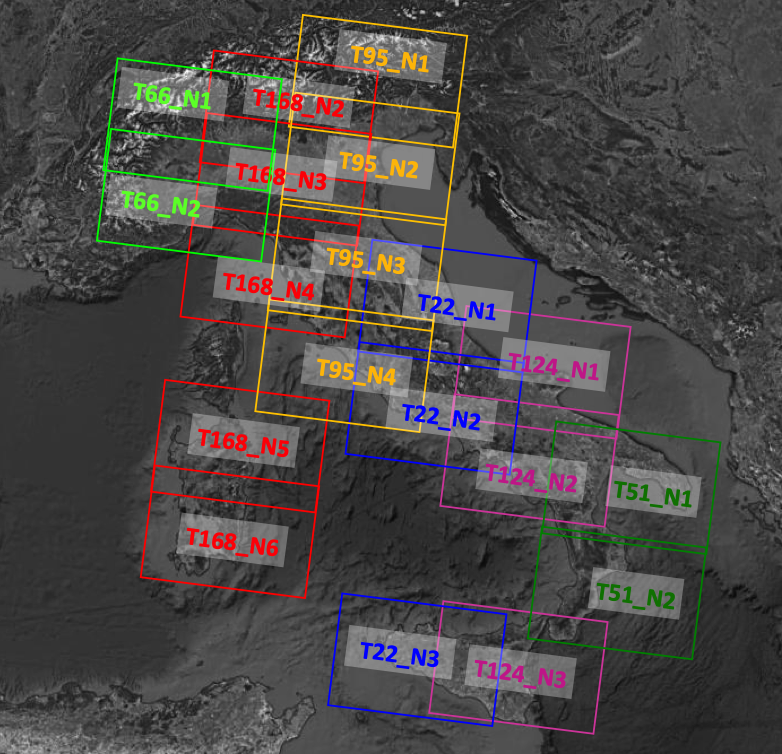 T95_N1
T66_N1
T168_N2
T95_N2
T168_N3
T66_N2
T95_N3
T168_N4
T22_N1
T124_N1
T95_N4
T22_N2
T168_N5
T124_N2
T51_N1
T168_N6
T51_N2
T22_N3
T124_N3